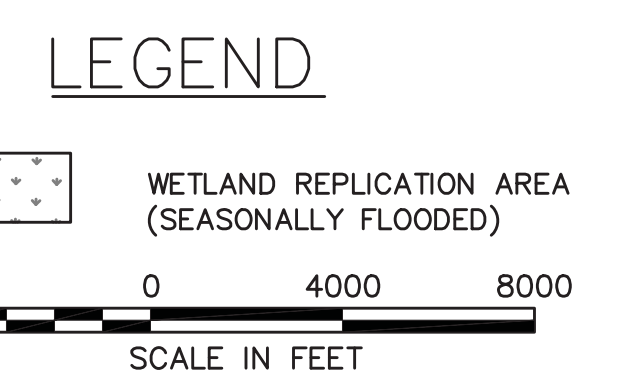 LEGEND
WETLAND REPLICATION AREA
(SEASONALLY FLOODED)
0 4000 8000
SCALE IN FEET